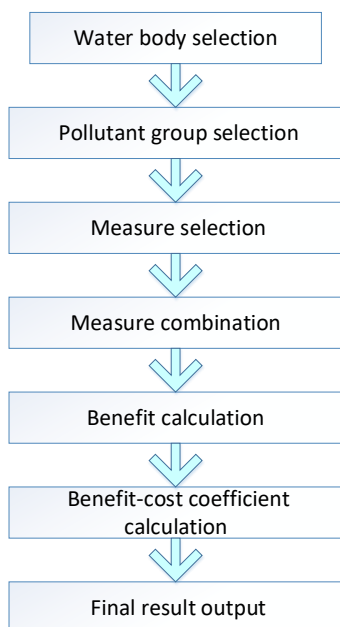 Water body selection
Pollutant group selection
Measure selection
Measure combination
Benefit calculation
Benefit-cost coefficient
calculation
Final result output